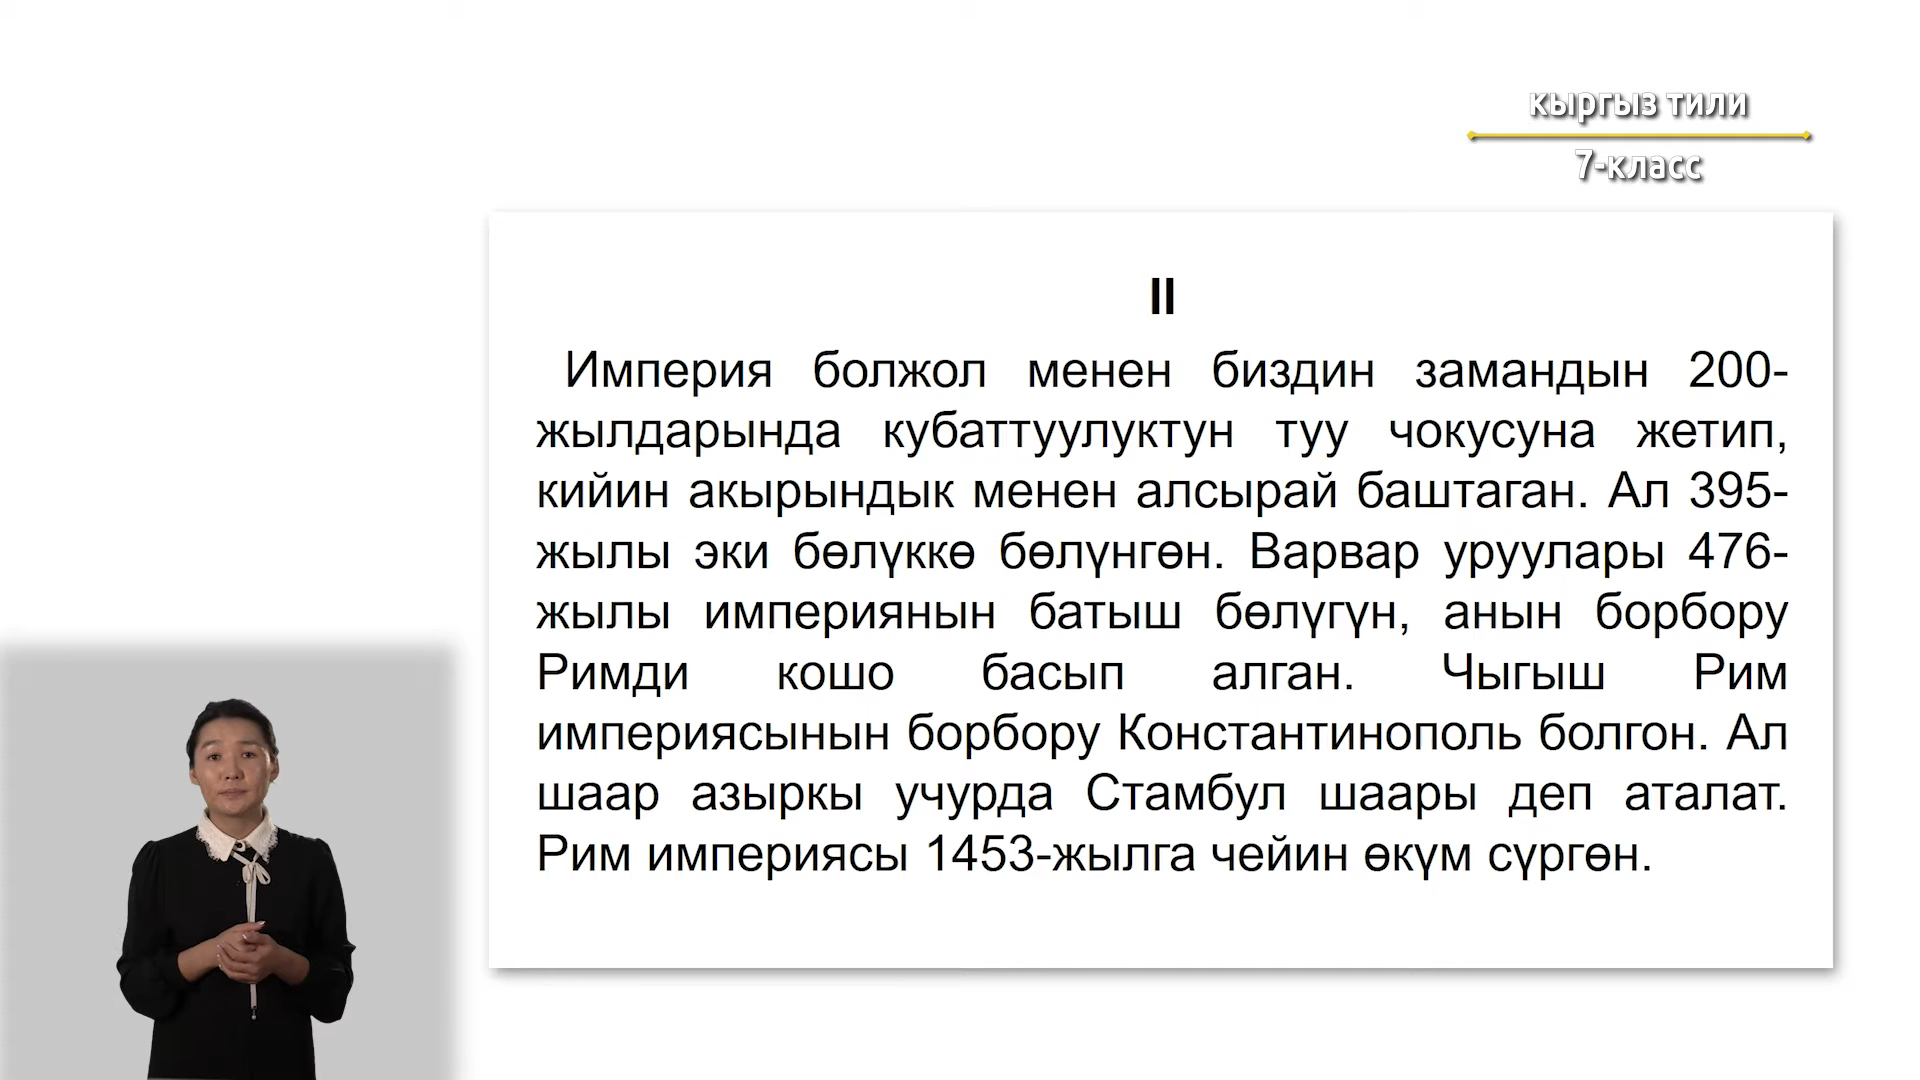 кыргыз тили
7-класс
II
Империя болжол менен биздин замандын 200-
жылдарында кубаттуулуктун туу чокусуна жетип,
кийин акырындык менен алсырай баштаган. Ал 395-
жылы эки бөлүккө бөлүнгөн. Варвар уруулары 476-
жылы империянын батыш бөлүгүн, анын борбору
Римди кошо басып алган. Чыгыш Рим
империясынын борбору Константинополь болгон. Ал
шаар азыркы учурда Стамбул шаары деп аталат.
Рим империясы 1453-жылга чейин өкүм сүргөн.